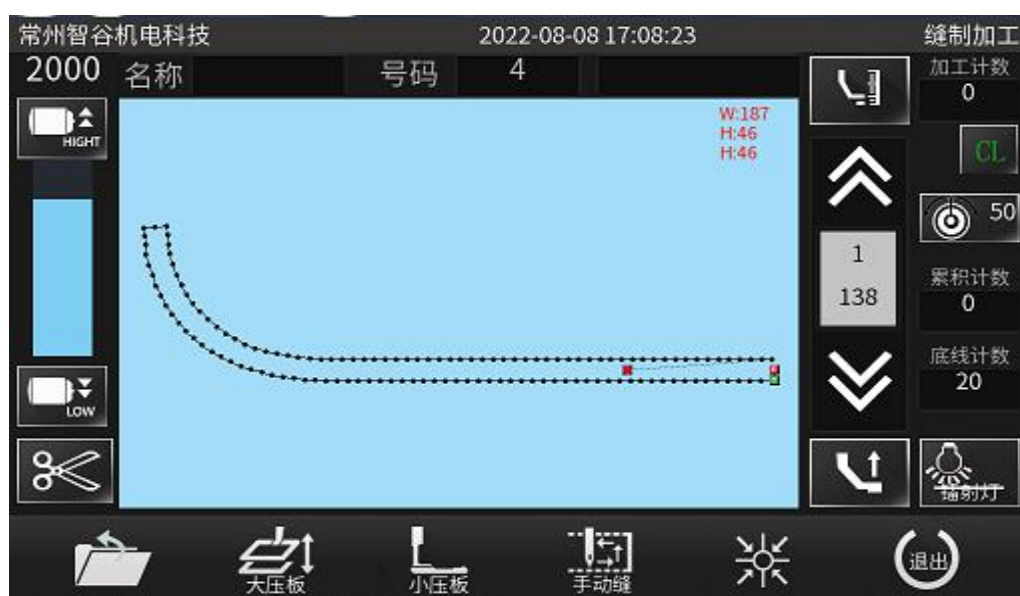 常州智谷机电科技 2022-08-08 17:08:23 缝制加工
2000 名称 号码 4
加工计数
0
HIGHT
W:187
H:46
H:46
CL
50
1
138
累积计数
0
底线计数
20
LOW
镭射灯
大压板
小压板
手动缝
退出